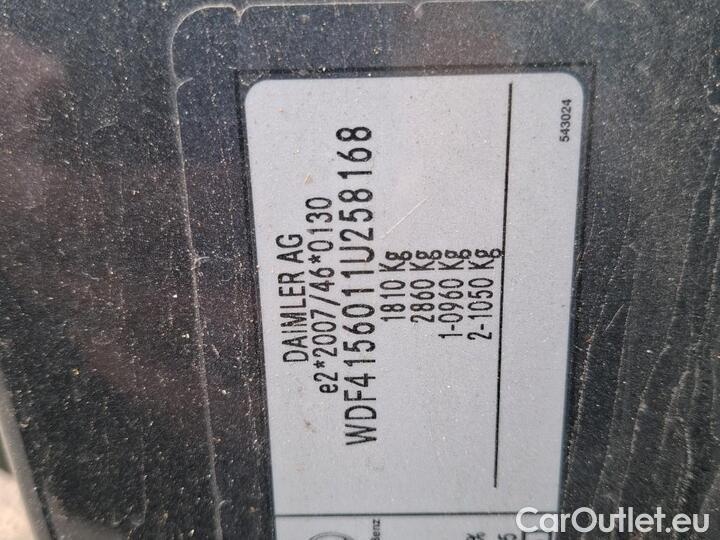 DAIMLER AG
e2*2007/46*0130
WDF4156011U258168
1810 Kg
2860 Kg
1-0960 Kg
2-1050 Kg
543024
CarOutlet.eu